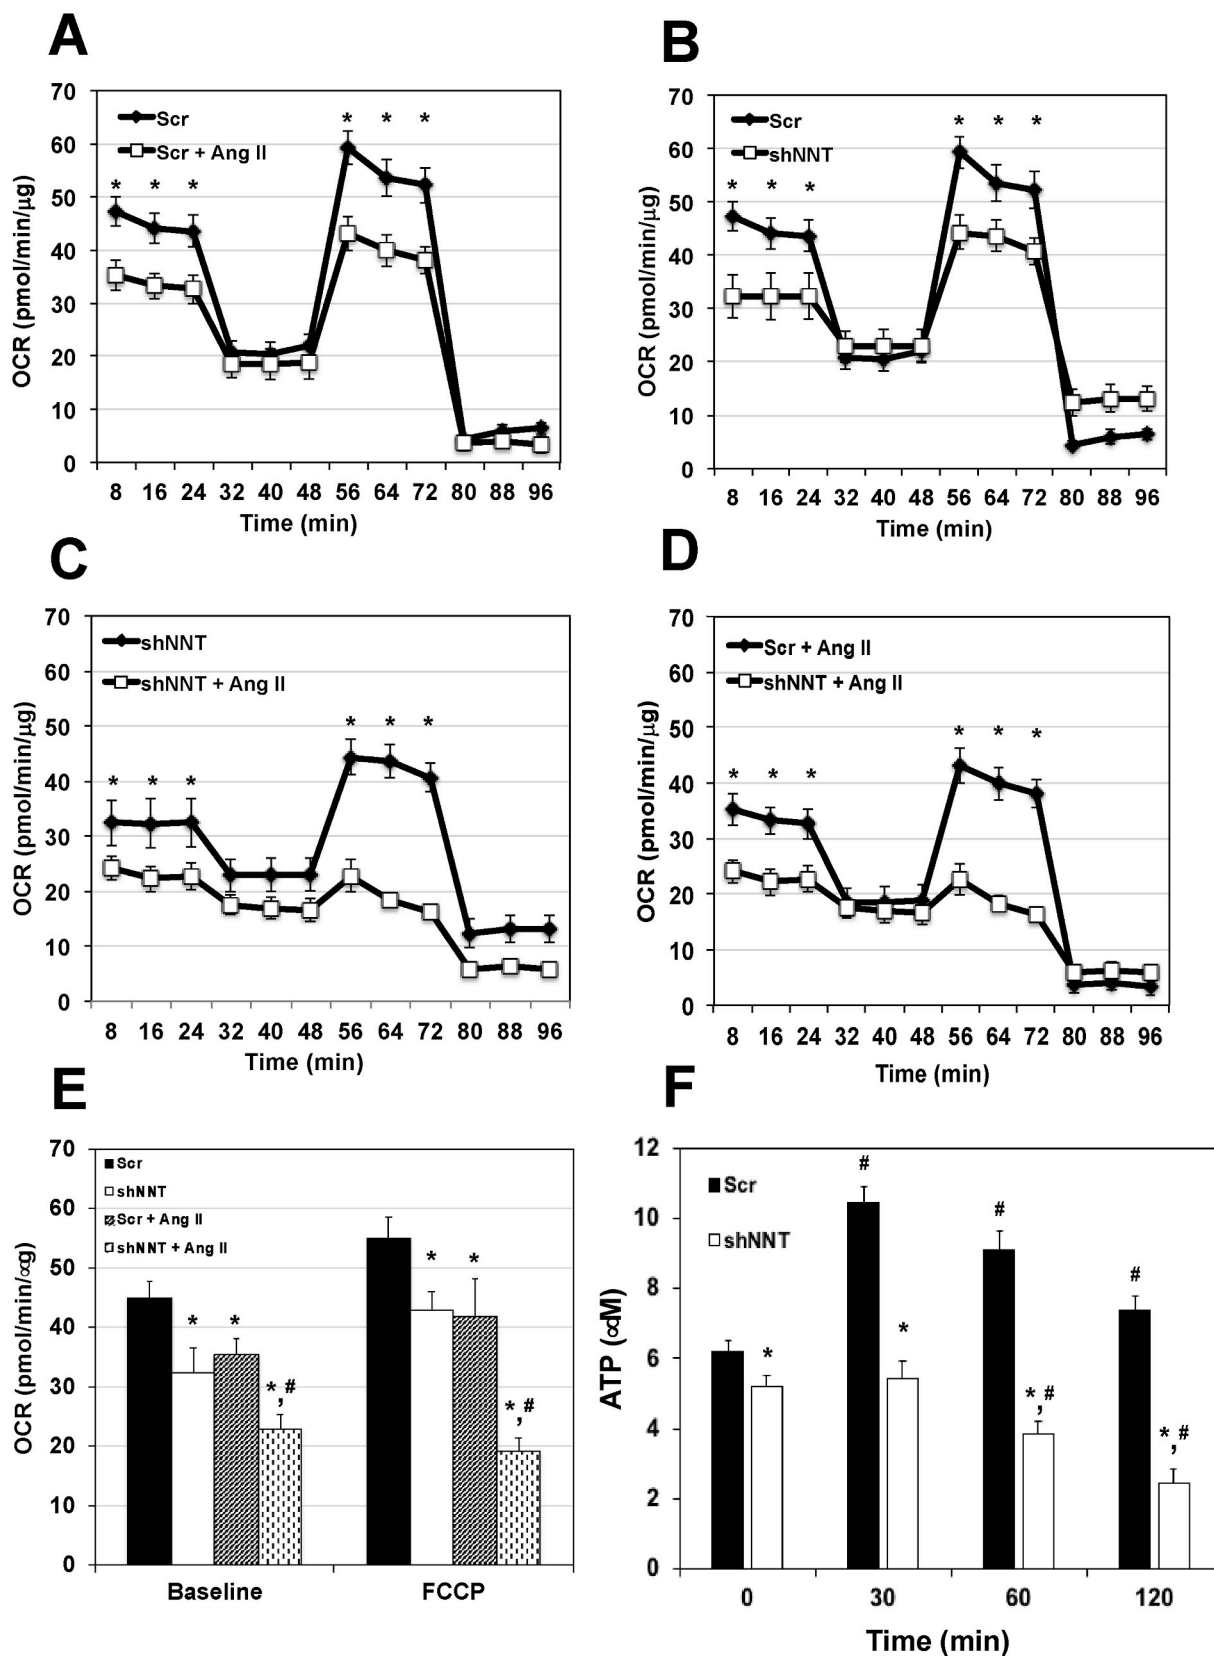 A
OCR (pmol/min/µg)
70
60
50
40
30
20
10
0
Scr
Scr + Ang II
* * *
* * *
8 16 24 32 40 48 56 64 72 80 88 96
Time (min)
B
OCR (pmol/min/µg)
70
60
50
40
30
20
10
0
Scr
shNNT
* * *
* * *
8 16 24 32 40 48 56 64 72 80 88 96
Time (min)
C
OCR (pmol/min/µg)
70
60
50
40
30
20
10
0
shNNT
shNNT + Ang II
* * *
* * *
8 16 24 32 40 48 56 64 72 80 88 96
Time (min)
D
OCR (pmol/min/µg)
70
60
50
40
30
20
10
0
Scr + Ang II
shNNT + Ang II
* * *
* * *
8 16 24 32 40 48 56 64 72 80 88 96
Time (min)
E
OCR (pmol/min/αg)
70
60
50
40
30
20
10
0
Scr
shNNT
Scr + Ang II
shNNT + Ang II
* * *,#
* * *,#
Baseline FCCP
F
ATP (αM)
12
10
8
6
4
2
0
Scr
shNNT
* # * # *,# # *,#
0 30 60 120
Time (min)